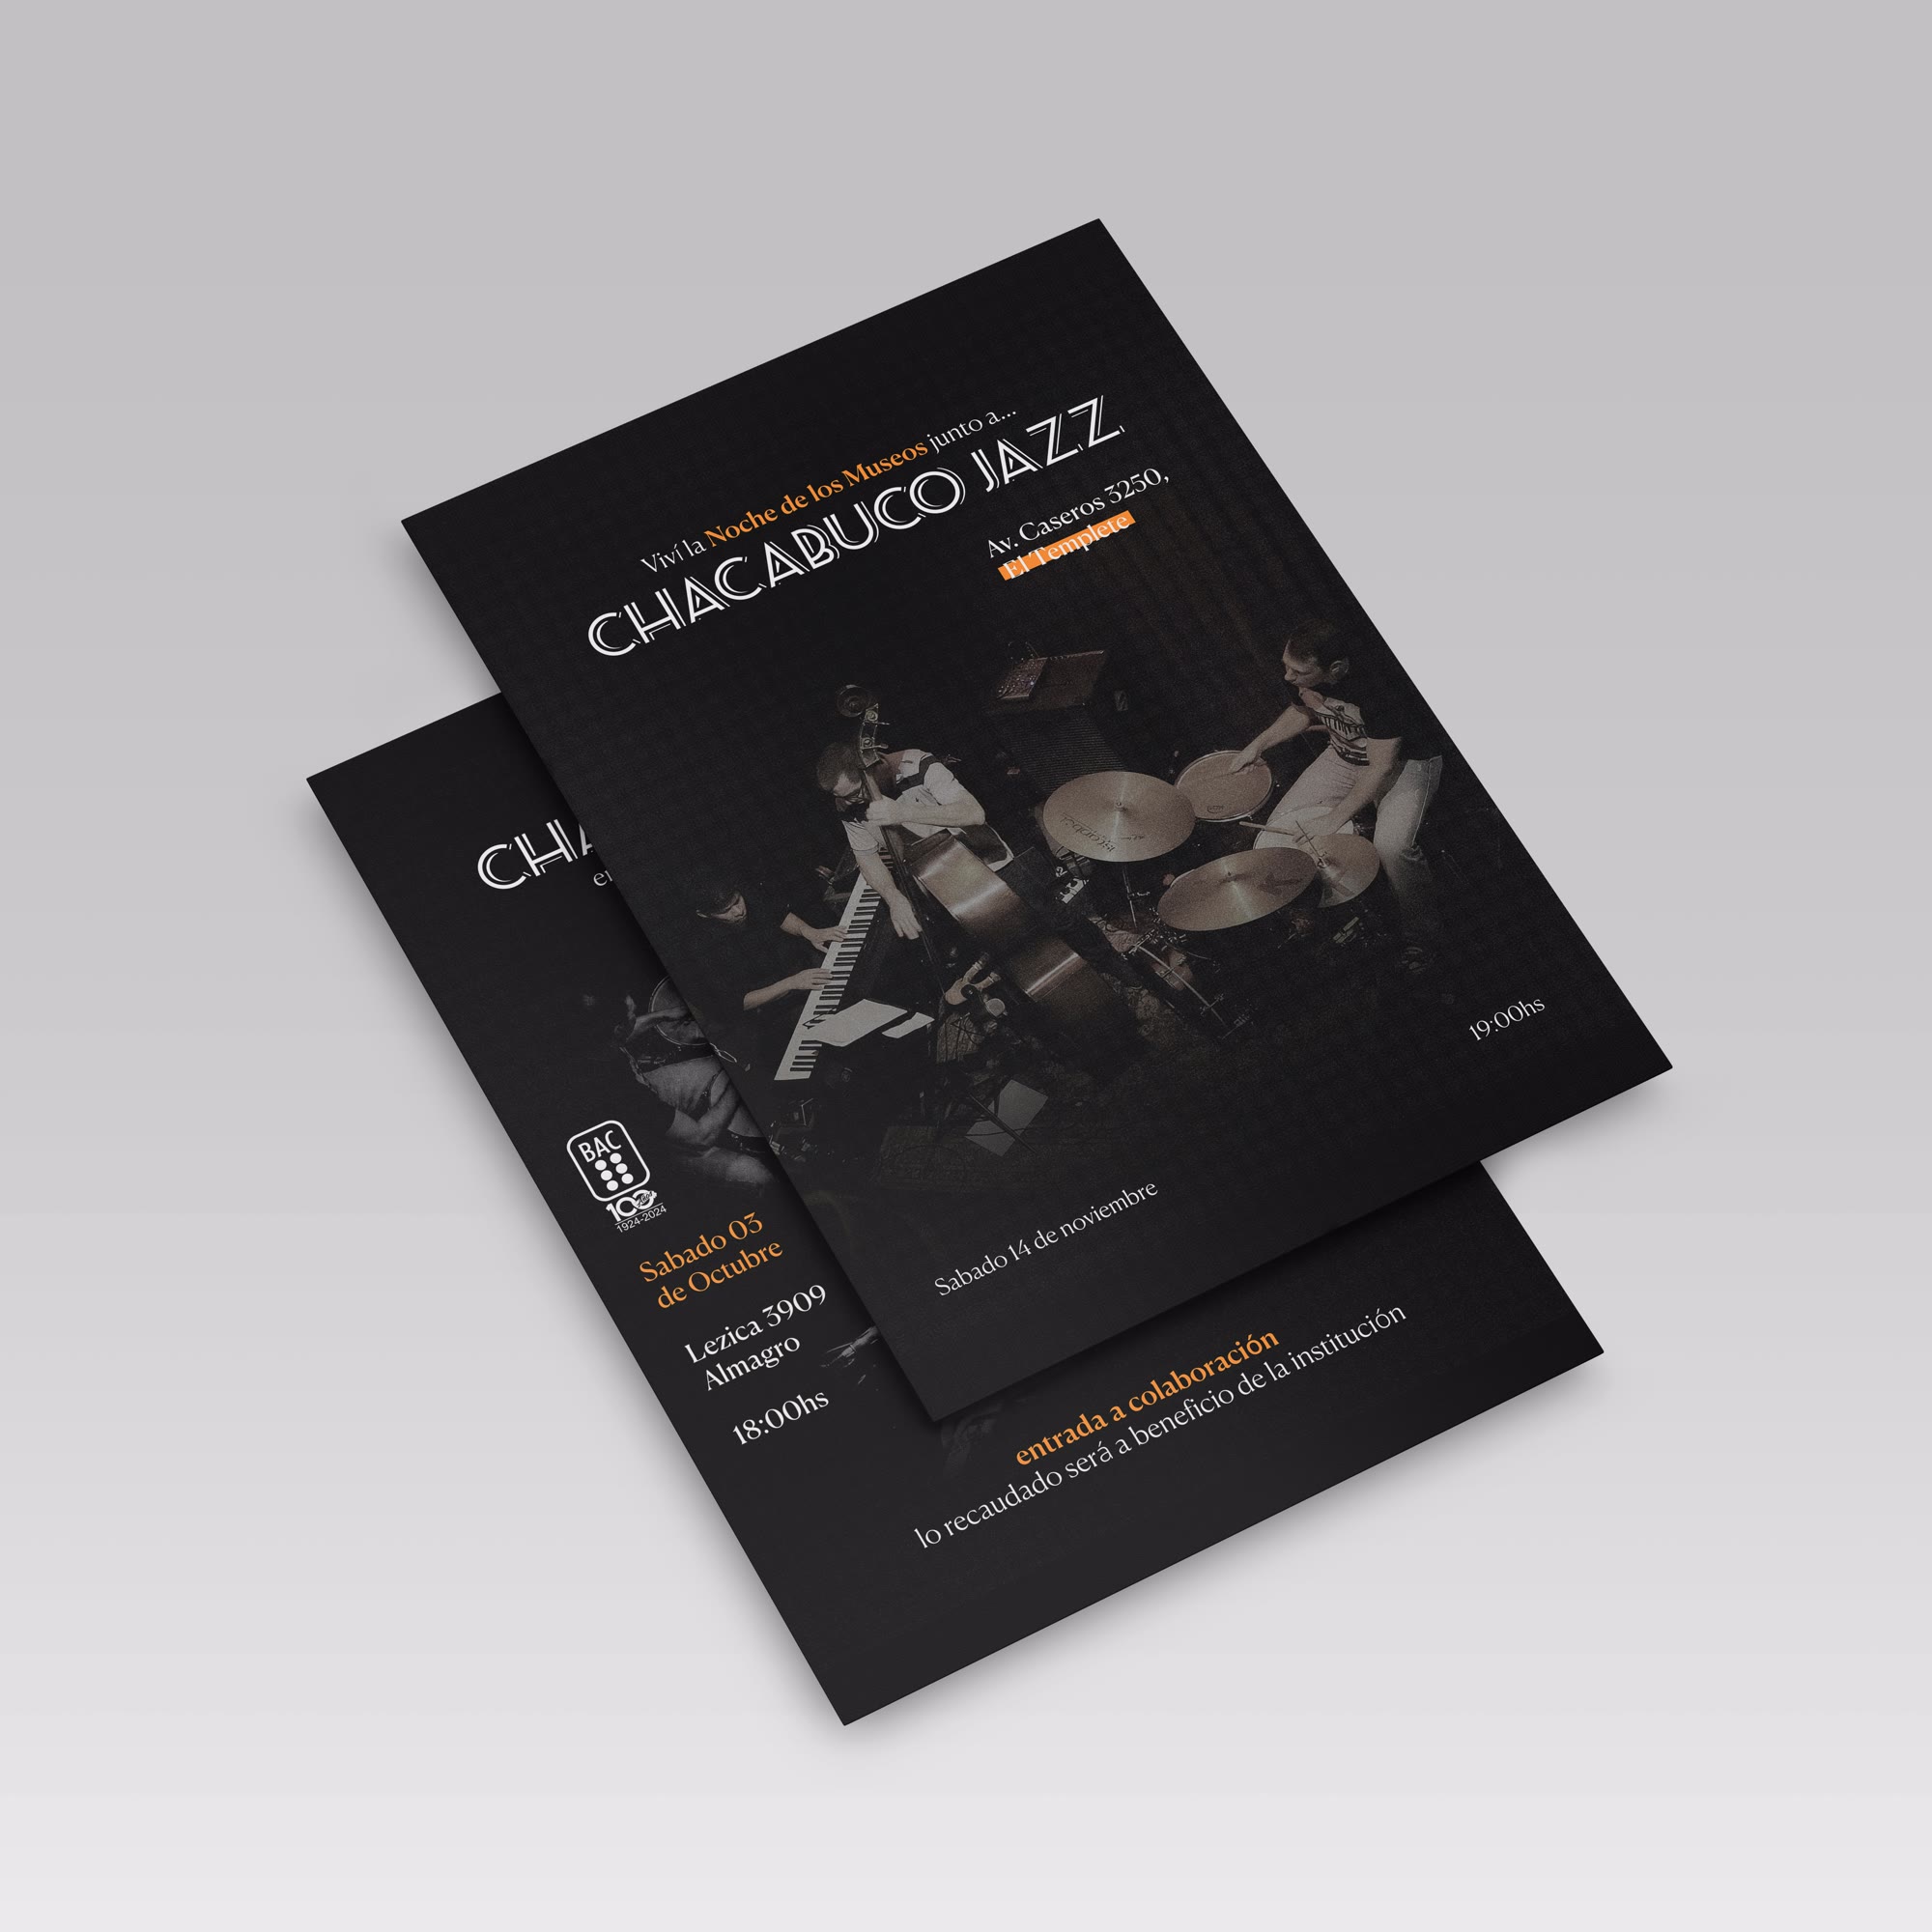 Viví la Noche de los Museos junto a...
CHACABUCO JAZZ
Av. Caseros 3250,
El Templete
19:00hs
Sabado 14 de noviembre
CHA
BAC
100
1924-2024
Sabado 03
de Octubre
Lezica 3909
Almagro
18:00hs
entrada a colaboración
lo recaudado será a beneficio de la institución